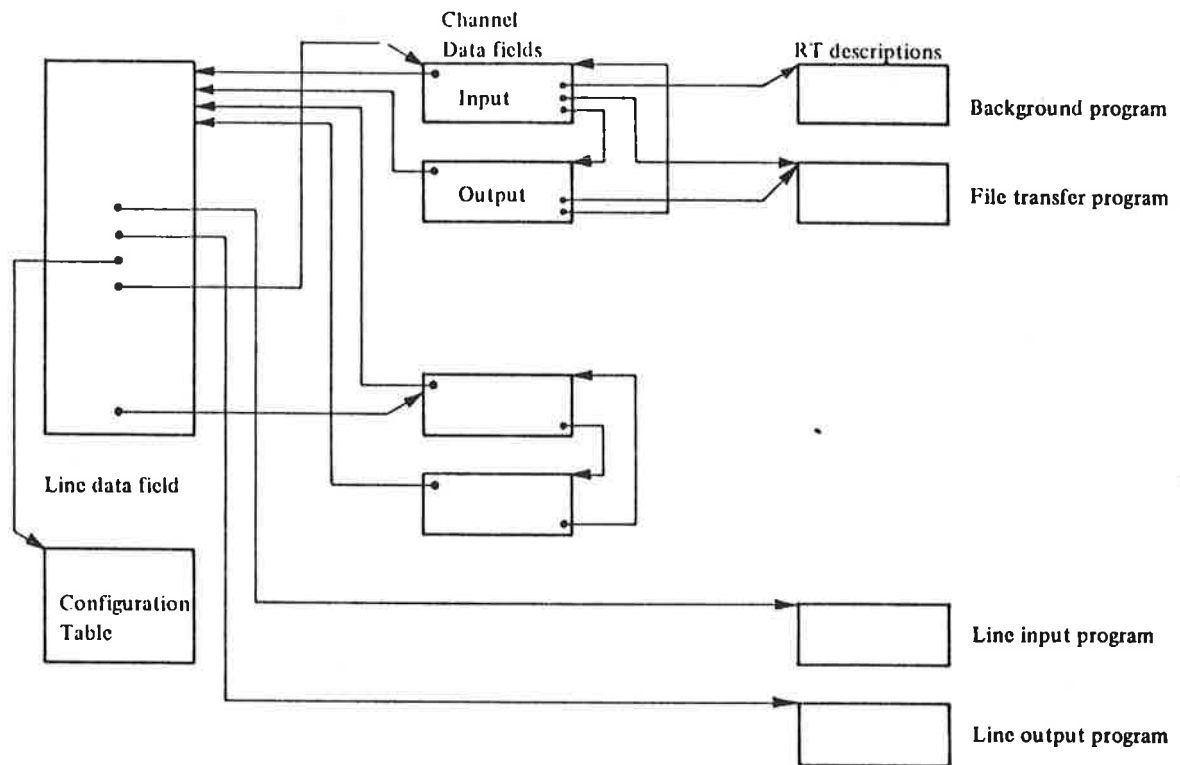 Channel
Data fields
RT descriptions
Input
Background program
Output
File transfer program
Line data field
Configuration
Table
Line input program
Line output program